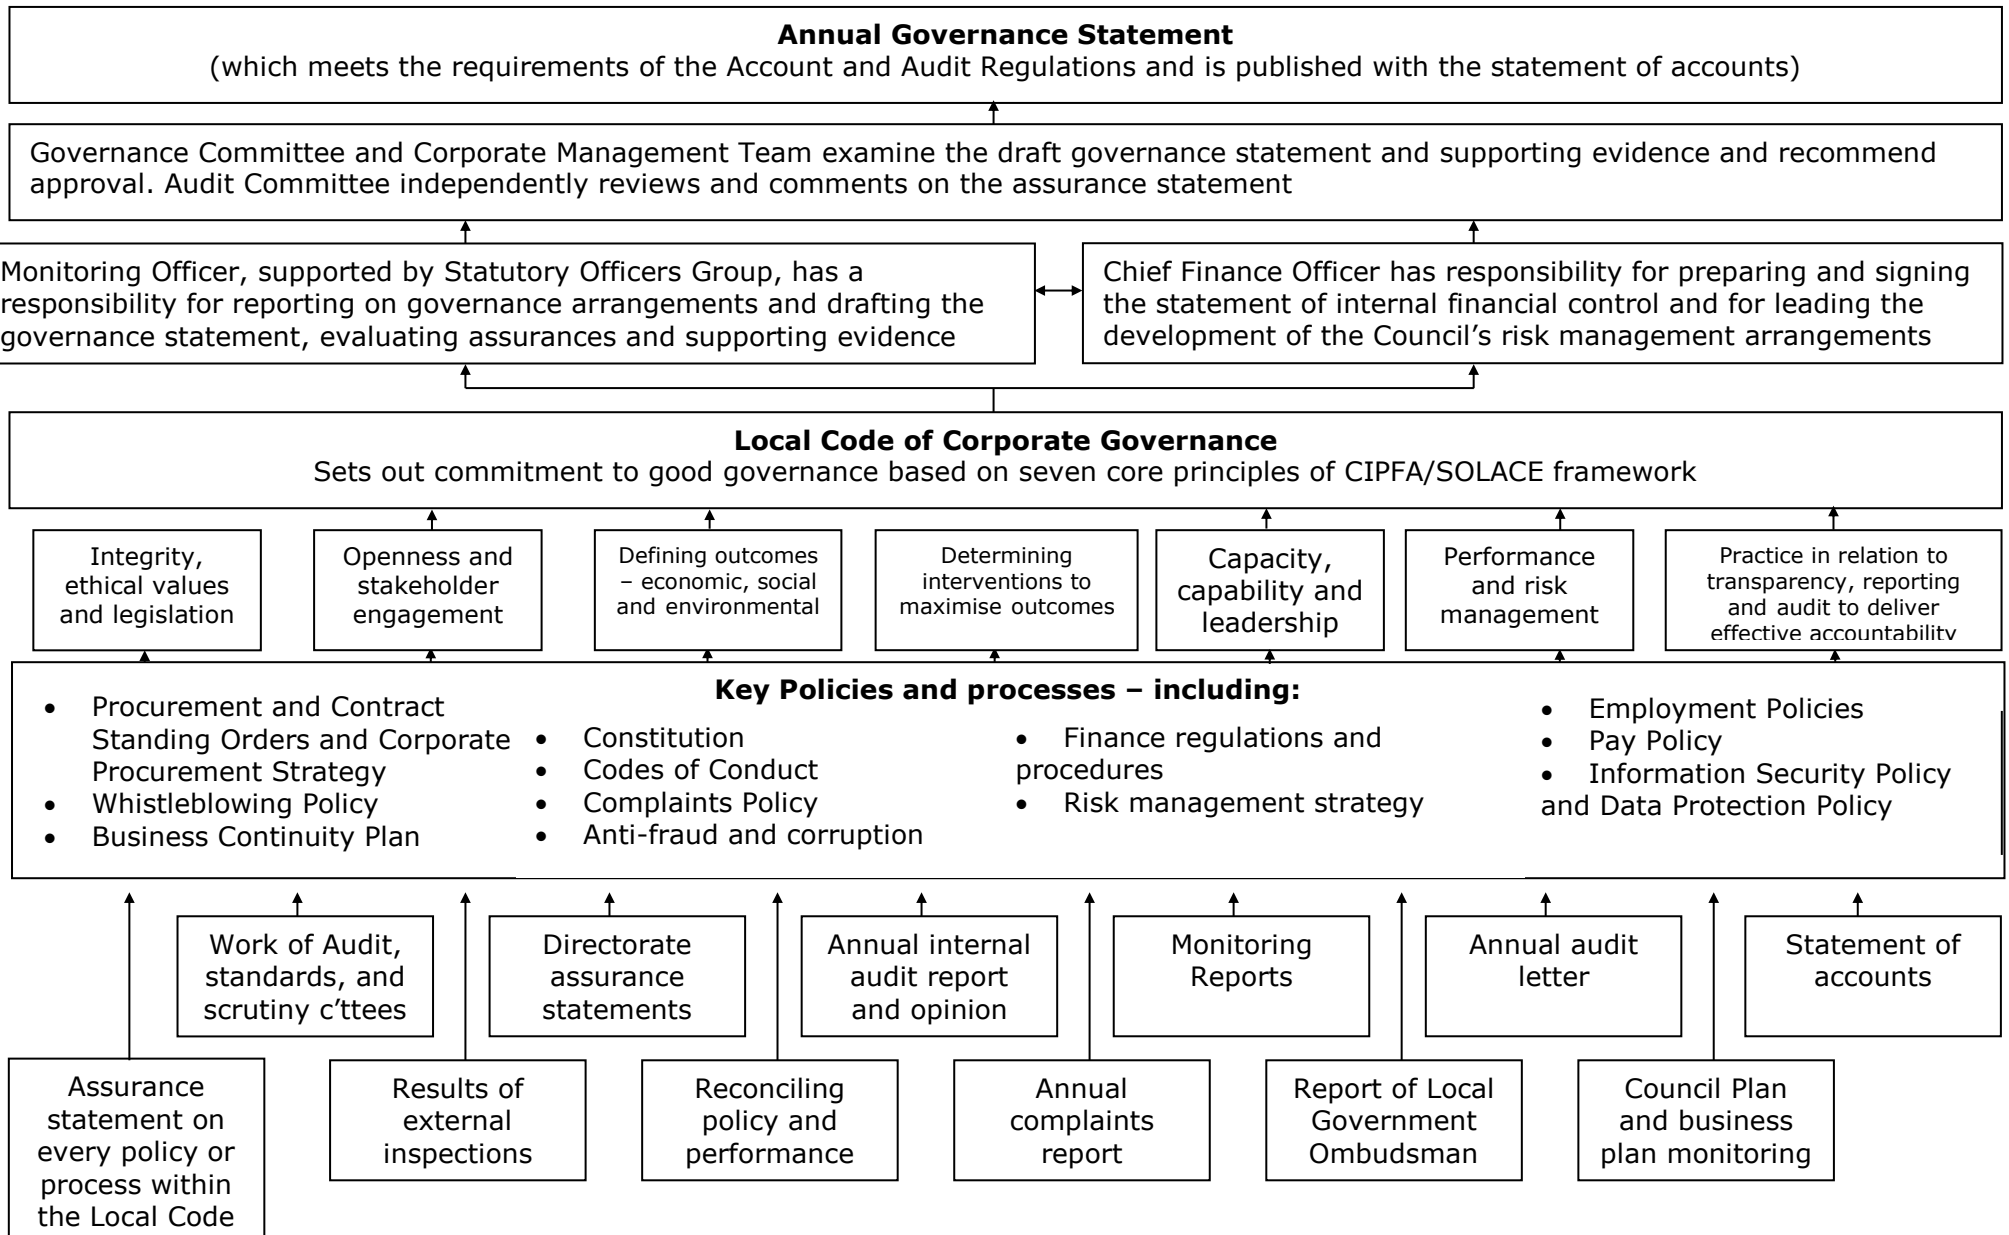 Annual Governance Statement
(which meets the requirements of the Account and Audit Regulations and is published with the statement of accounts)
Governance Committee and Corporate Management Team examine the draft governance statement and supporting evidence and recommend
approval. Audit Committee independently reviews and comments on the assurance statement
Monitoring Officer, supported by Statutory Officers Group, has a
responsibility for reporting on governance arrangements and drafting the
governance statement, evaluating assurances and supporting evidence
Chief Finance Officer has responsibility for preparing and signing
the statement of internal financial control and for leading the
development of the Council’s risk management arrangements
Local Code of Corporate Governance
Sets out commitment to good governance based on seven core principles of CIPFA/SOLACE framework
Integrity,
ethical values
and legislation
Openness and
stakeholder
engagement
Defining outcomes
– economic, social
and environmental
Determining
interventions to
maximise outcomes
Capacity,
capability and
leadership
Performance
and risk
management
Practice in relation to
transparency, reporting
and audit to deliver
effective accountability
Key Policies and processes – including:
• Procurement and Contract
Standing Orders and Corporate
Procurement Strategy
• Whistleblowing Policy
• Business Continuity Plan
• Constitution
• Codes of Conduct
• Complaints Policy
• Anti-fraud and corruption
• Finance regulations and
procedures
• Risk management strategy
• Employment Policies
• Pay Policy
• Information Security Policy
and Data Protection Policy
Work of Audit,
standards, and
scrutiny c’ttees
Directorate
assurance
statements
Annual internal
audit report
and opinion
Monitoring
Reports
Annual audit
letter
Statement of
accounts
Assurance
statement on
every policy or
process within
the Local Code
Results of
external
inspections
Reconciling
policy and
performance
Annual
complaints
report
Report of Local
Government
Ombudsman
Council Plan
and business
plan monitoring